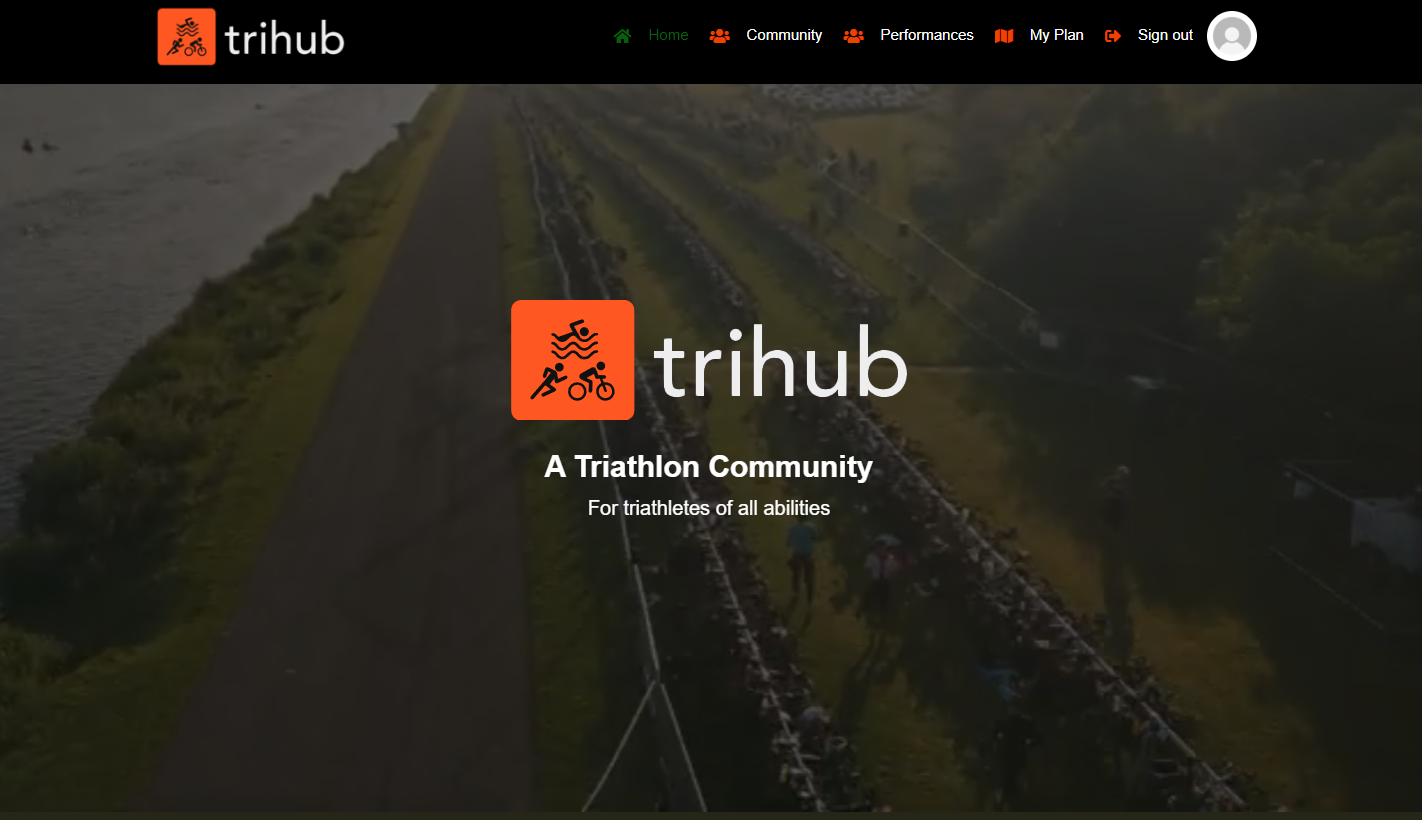 trihub
Home Community Performances My Plan Sign out
trihub
A Triathlon Community
For triathletes of all abilities